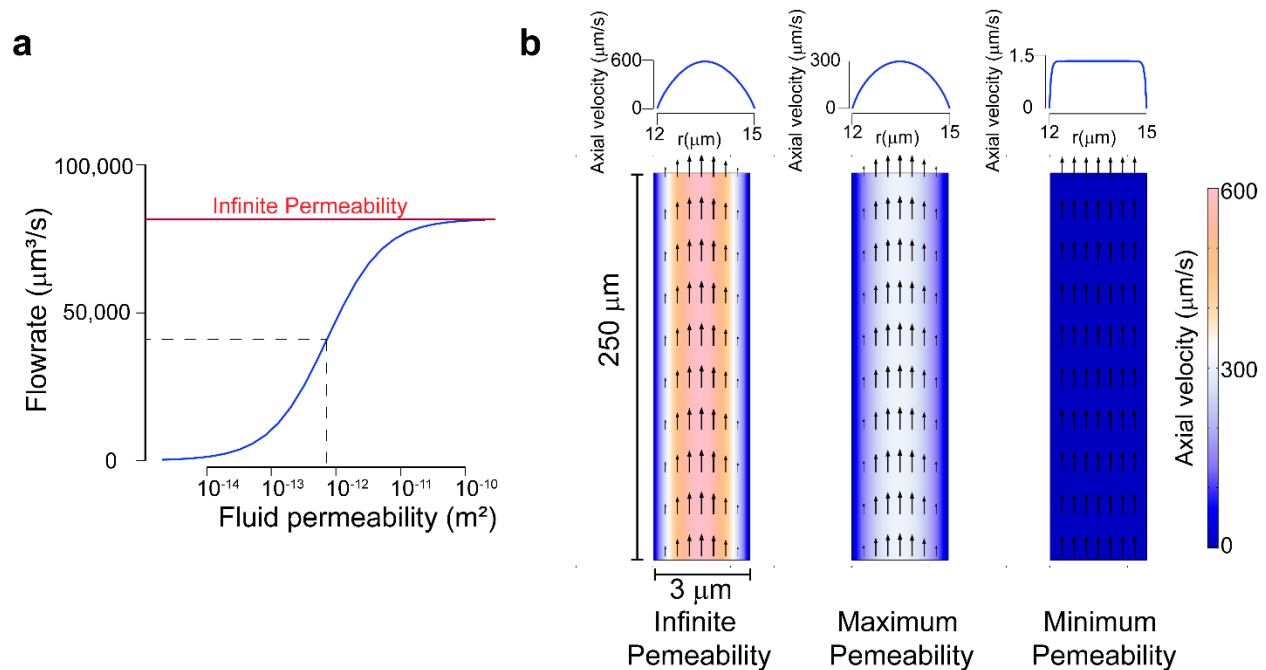 a
100,000
50,000
0
Flowrate (μm³/s)
Infinite Permeability
10⁻¹⁴
10⁻¹³
10⁻¹²
10⁻¹¹
10⁻¹⁰
Fluid permeability (m²)
b
Axial velocity (μm/s)
600
0
12
15
r(μm)
Axial velocity (μm/s)
300
0
12
15
r(μm)
Axial velocity (μm/s)
1.5
0
12
15
r(μm)
250 μm
3 μm
Infinite
Pemeability
Maximum
Pemeability
Minimum
Pemeability
600
300
0
Axial velocity (μm/s)